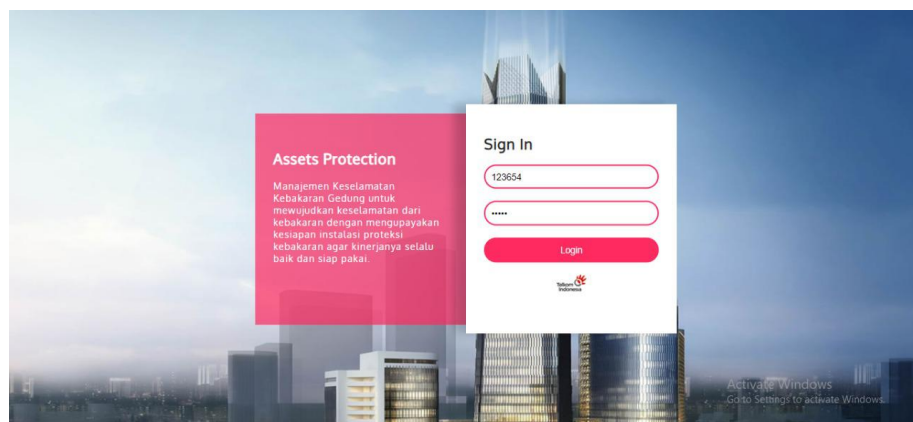 Assets Protection
Manajemen Keselamatan
Kebakaran Gedung untuk
mewujudkan keselamatan dari
kebakaran dengan mengupayakan
kesiapan instalasi proteksi
kebakaran agar kinerjanya selalu
baik dan siap pakai.
Sign In
123654
•••••
Login
Telkom
Indonesia
Activate Windows
Go to Settings to activate Windows.